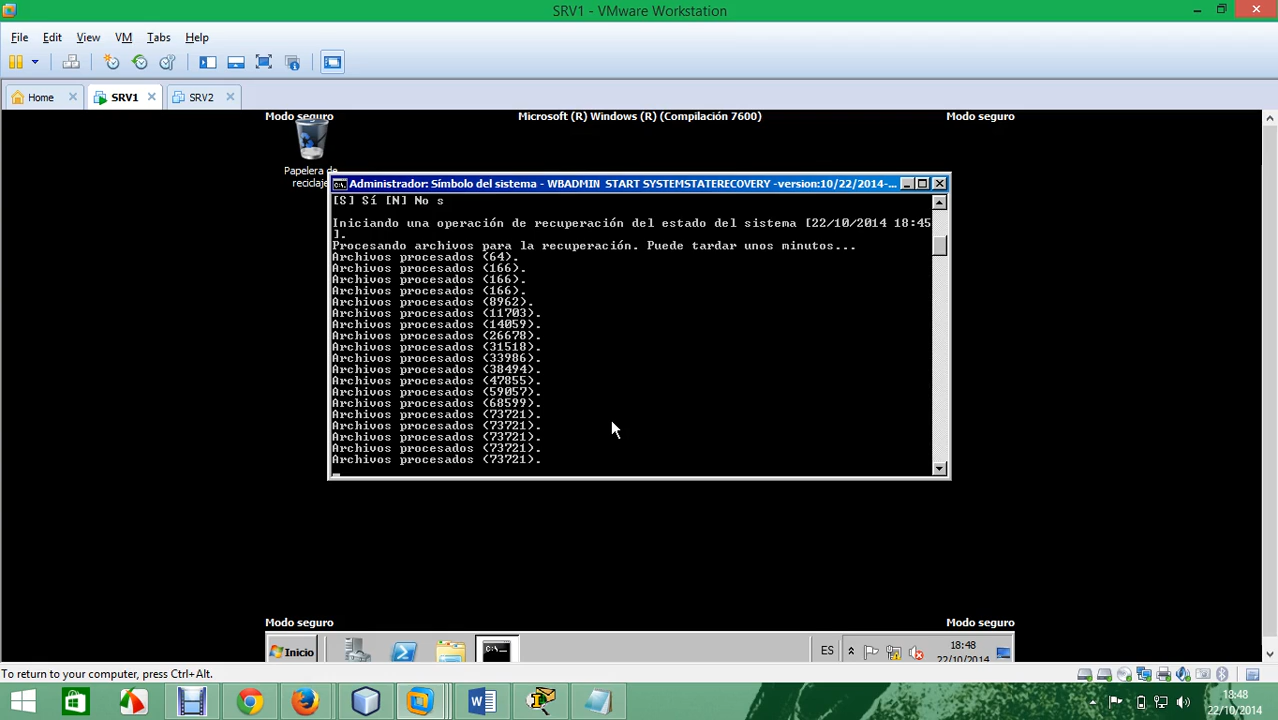 SRV1 - VMware Workstation
File Edit View VM Tabs Help
Home SRV1 SRV2
Modo seguro Microsoft (R) Windows (R) (Compilación 7600) Modo seguro
Papelera de
reciclaje
Administrador: Símbolo del sistema - WBADMIN START SYSTEMSTATERECOVERY -version:10/22/2014-...
[S] Sí [N] No s
Iniciando una operación de recuperación del estado del sistema [22/10/2014 18:45
].
Procesando archivos para la recuperación. Puede tardar unos minutos...
Archivos procesados (64).
Archivos procesados (166).
Archivos procesados (166).
Archivos procesados (166).
Archivos procesados (8962).
Archivos procesados (11703).
Archivos procesados (14059).
Archivos procesados (26678).
Archivos procesados (31518).
Archivos procesados (33986).
Archivos procesados (38494).
Archivos procesados (47855).
Archivos procesados (59057).
Archivos procesados (68599).
Archivos procesados (73721).
Archivos procesados (73721).
Archivos procesados (73721).
Archivos procesados (73721).
Archivos procesados (73721).
Modo seguro Modo seguro
Inicio C:\ ES 18:48
22/10/2014
To return to your computer, press Ctrl+Alt.
18:48
22/10/2014